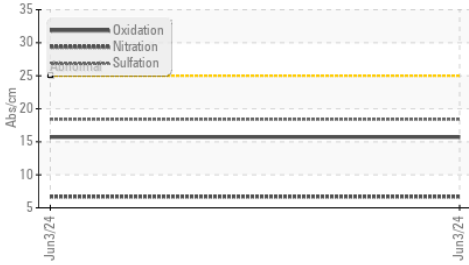 35
30
25
20
15
10
5
Abs/cm
Oxidation
Nitration
Sulfation
Abnormal
Jun3/24
Jun3/24